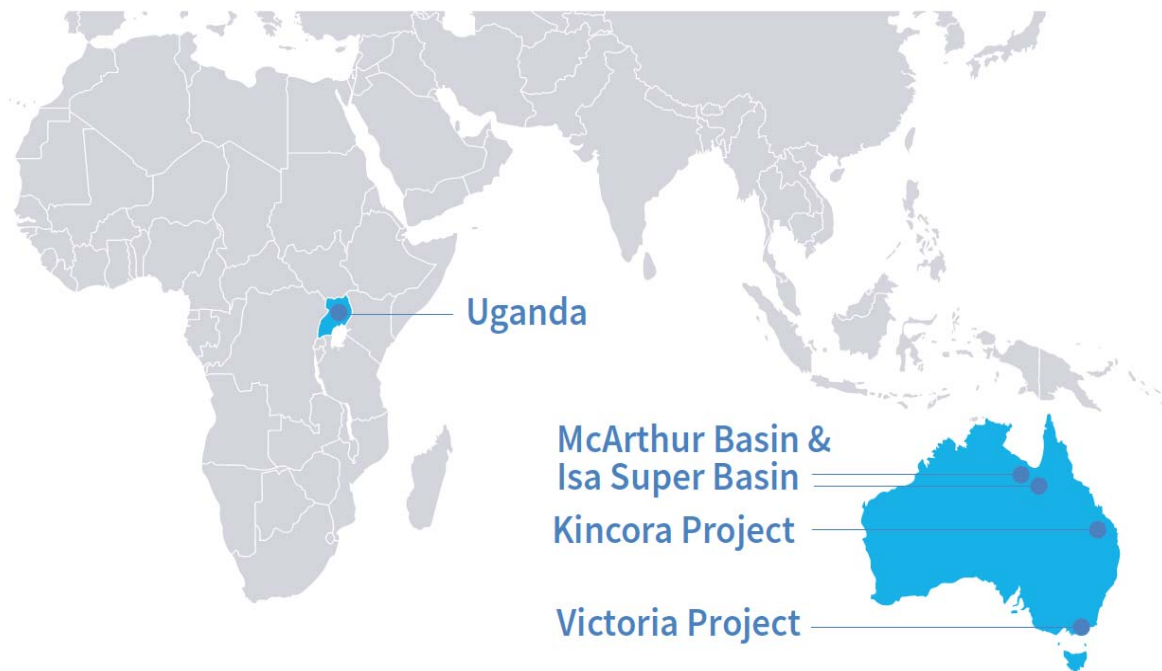 Uganda
McArthur Basin &
Isa Super Basin
Kincora Project
Victoria Project